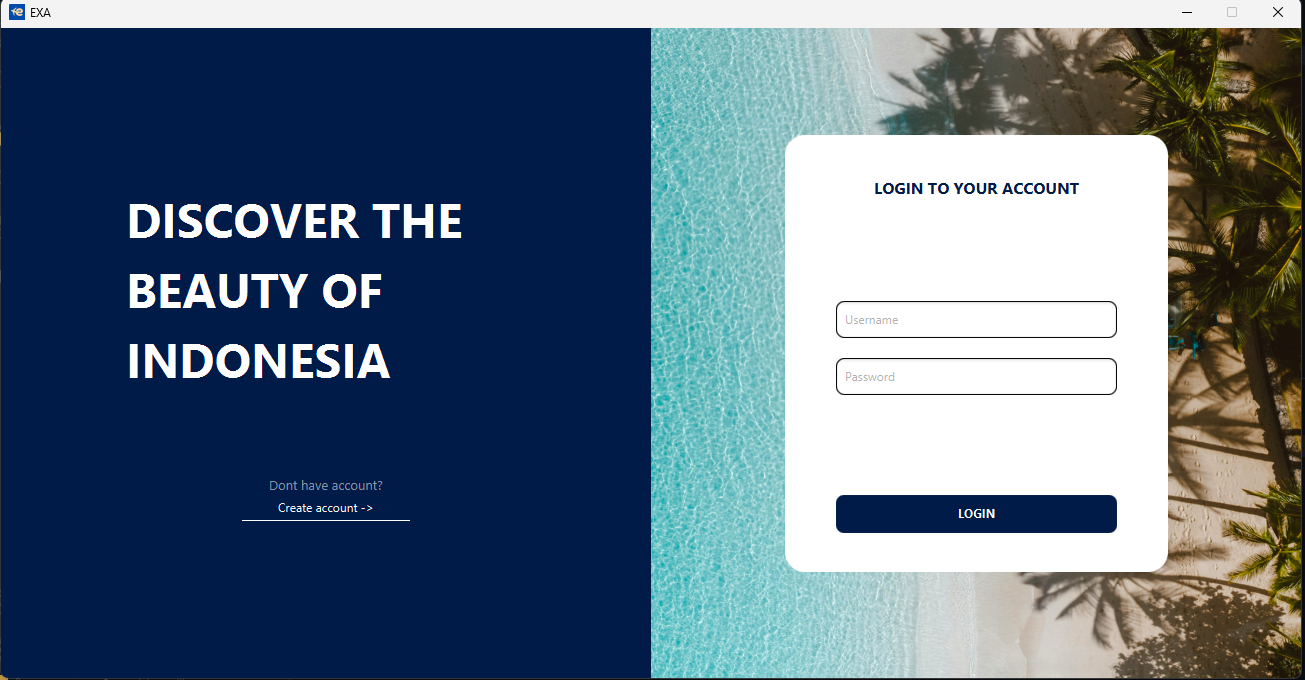 EXA
DISCOVER THE
BEAUTY OF
INDONESIA
Dont have account?
Create account ->
LOGIN TO YOUR ACCOUNT
Username
Password
LOGIN